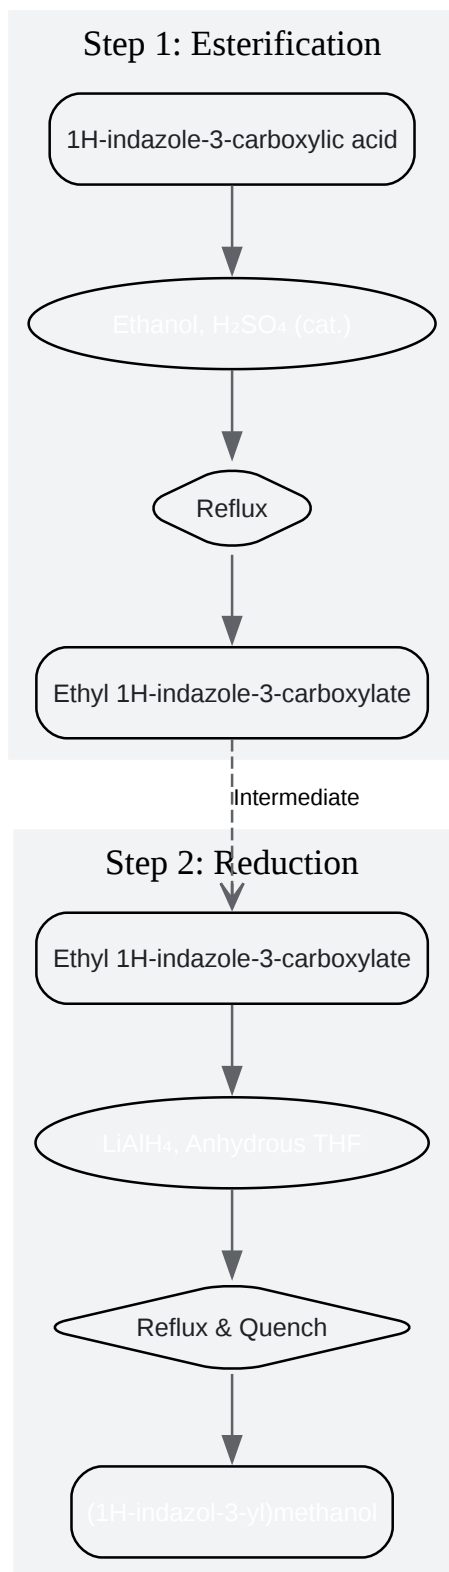 Step 1: Esterification
1H-indazole-3-carboxylic acid
Ethanol, H₂SO₄ (cat.)
Reflux
Ethyl 1H-indazole-3-carboxylate
Intermediate
Step 2: Reduction
Ethyl 1H-indazole-3-carboxylate
LiAlH₄, Anhydrous THF
Reflux & Quench
(1H-indazol-3-yl)methanol